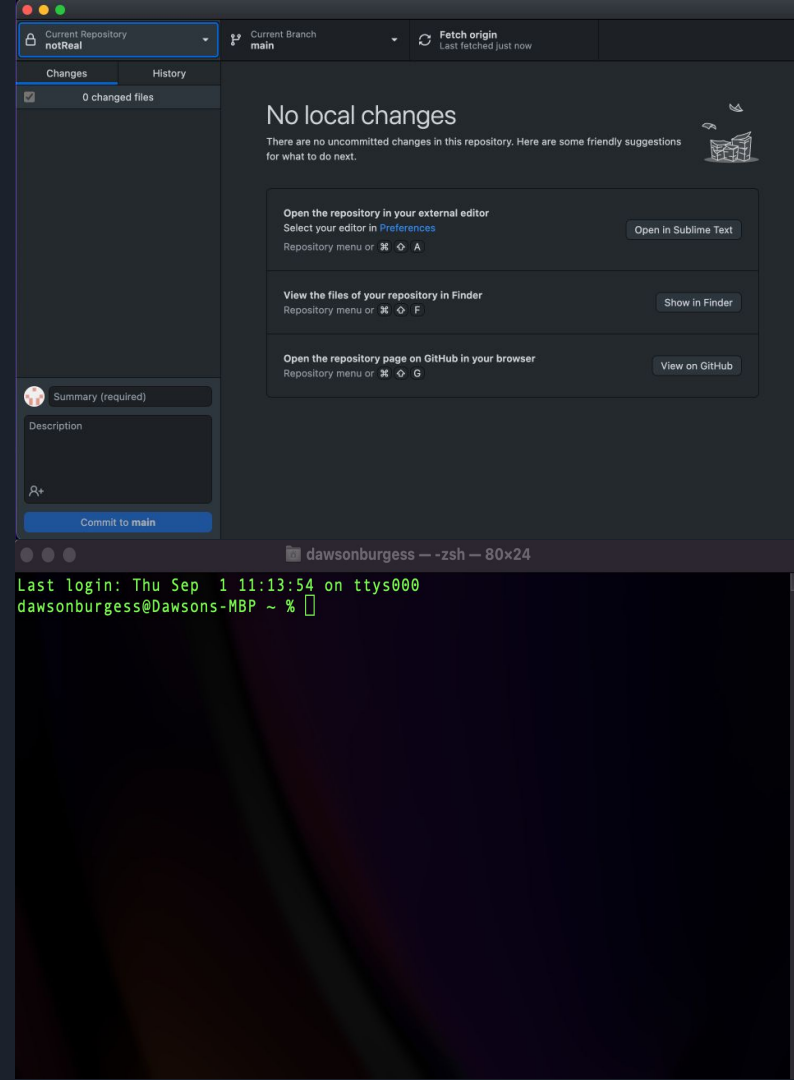 Current Repository
notReal
Current Branch
main
Fetch origin
Last fetched just now
Changes
History
0 changed files
No local changes
There are no uncommitted changes in this repository. Here are some friendly suggestions
for what to do next.
Open the repository in your external editor
Select your editor in Preferences
Repository menu or ⌘ ⇧ A
Open in Sublime Text
View the files of your repository in Finder
Repository menu or ⌘ ⇧ F
Show in Finder
Open the repository page on GitHub in your browser
Repository menu or ⌘ ⇧ G
View on GitHub
Summary (required)
Description
Commit to main
dawsonburgess — -zsh — 80×24
Last login: Thu Sep  1 11:13:54 on ttys000
dawsonburgess@Dawsons-MBP ~ %